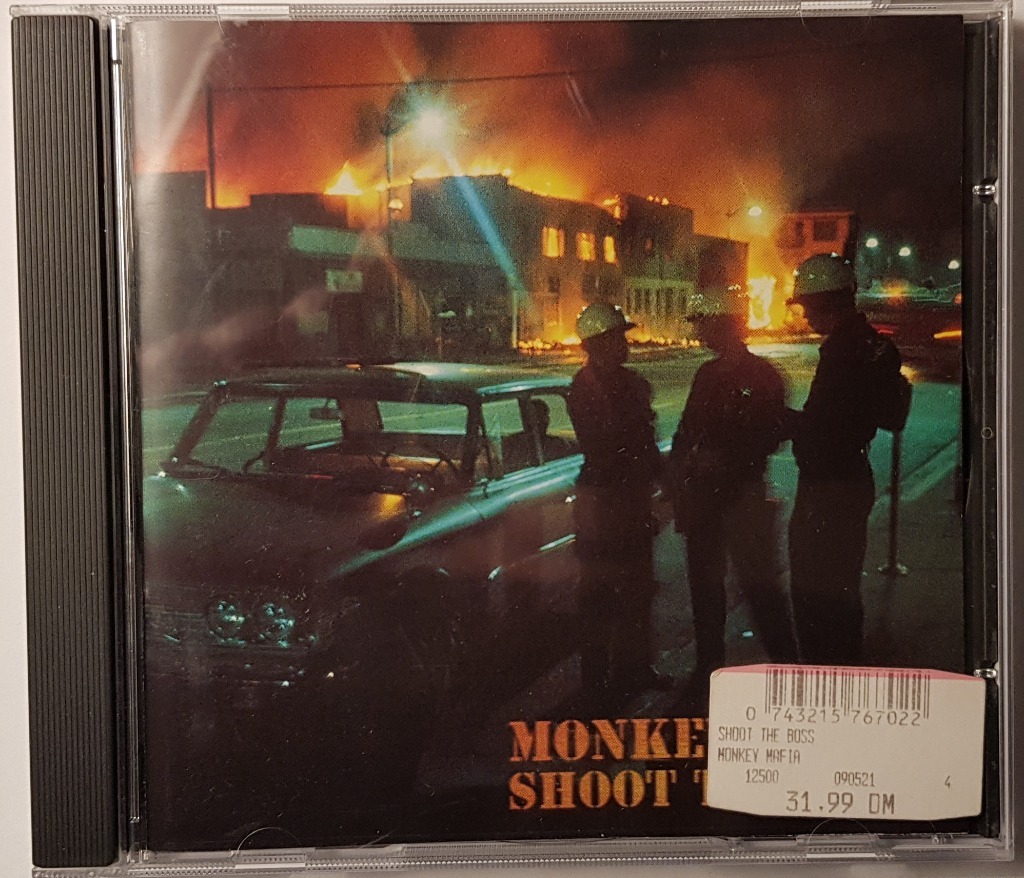 MONKE
SHOOT T
0 743215 767022
SHOOT THE BOSS
MONKEY MAFIA
12500 090521 4
31.99 DM